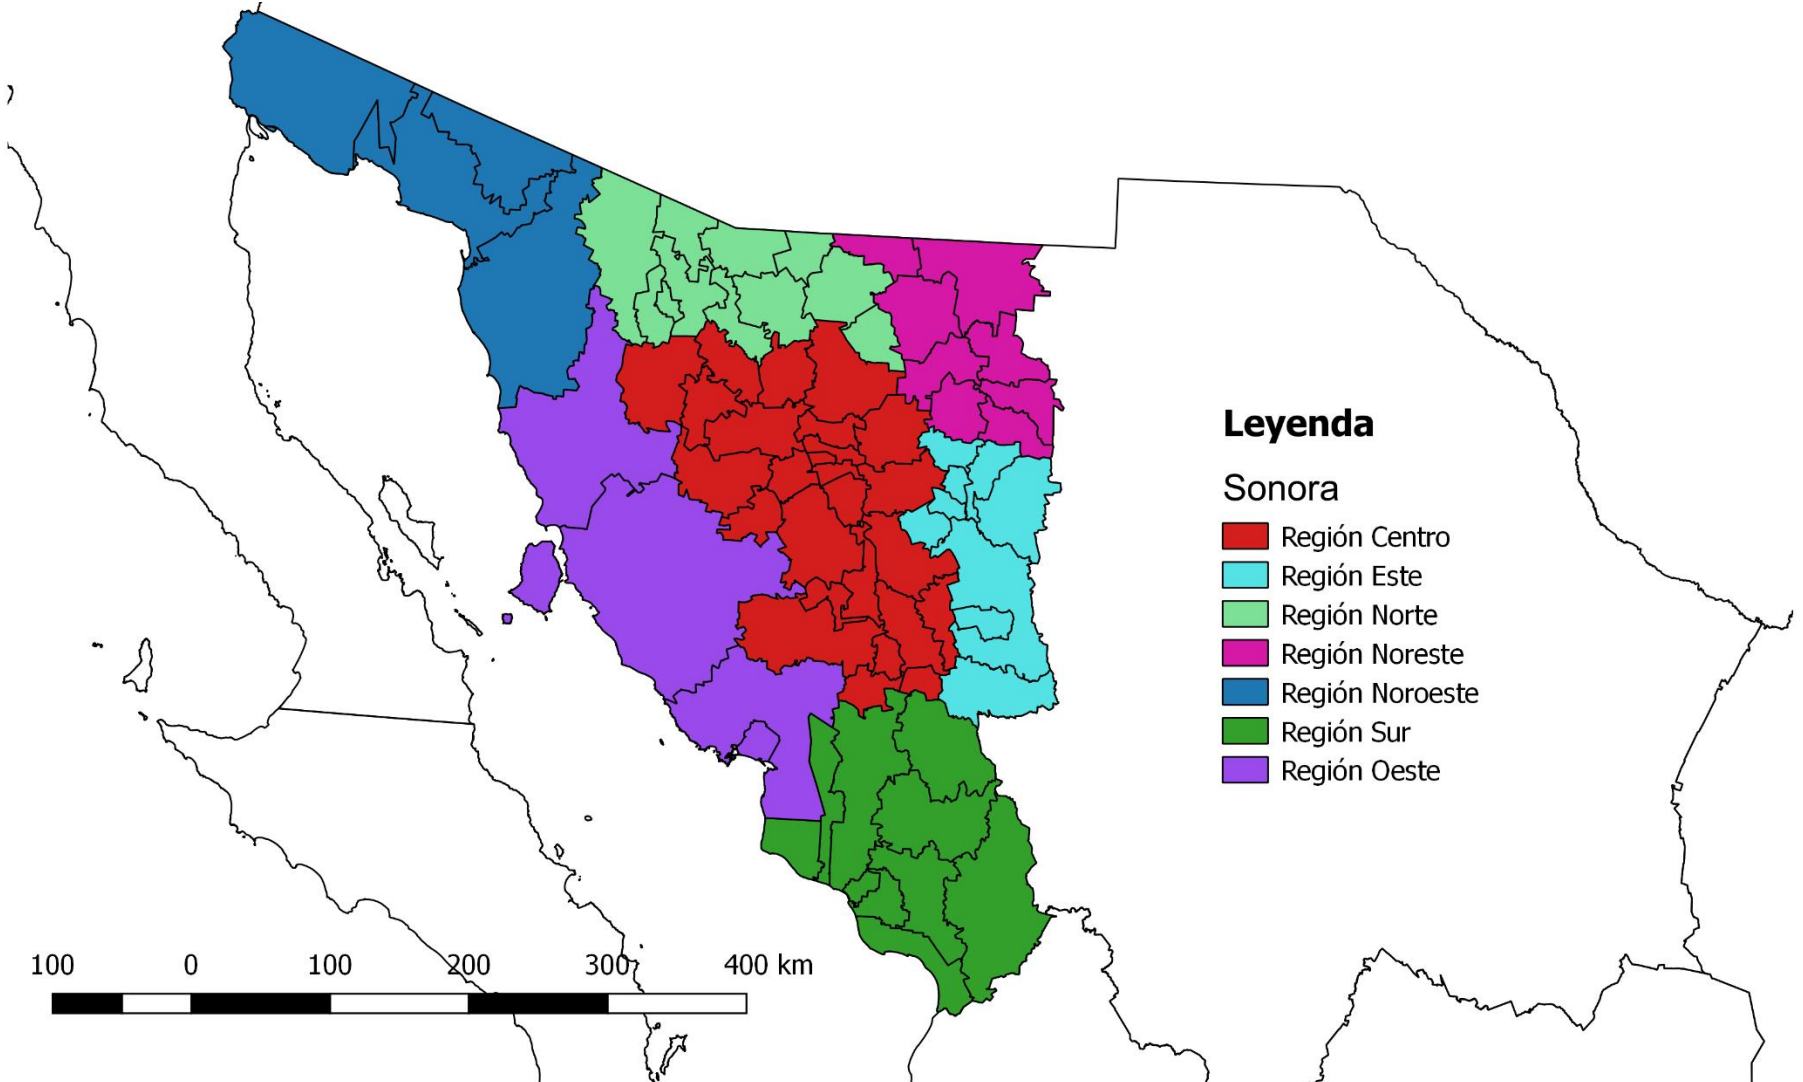 Leyenda
Sonora
Región Centro
Región Este
Región Norte
Región Noreste
Región Noroeste
Región Sur
Región Oeste
100 0 100 200 300 400 km